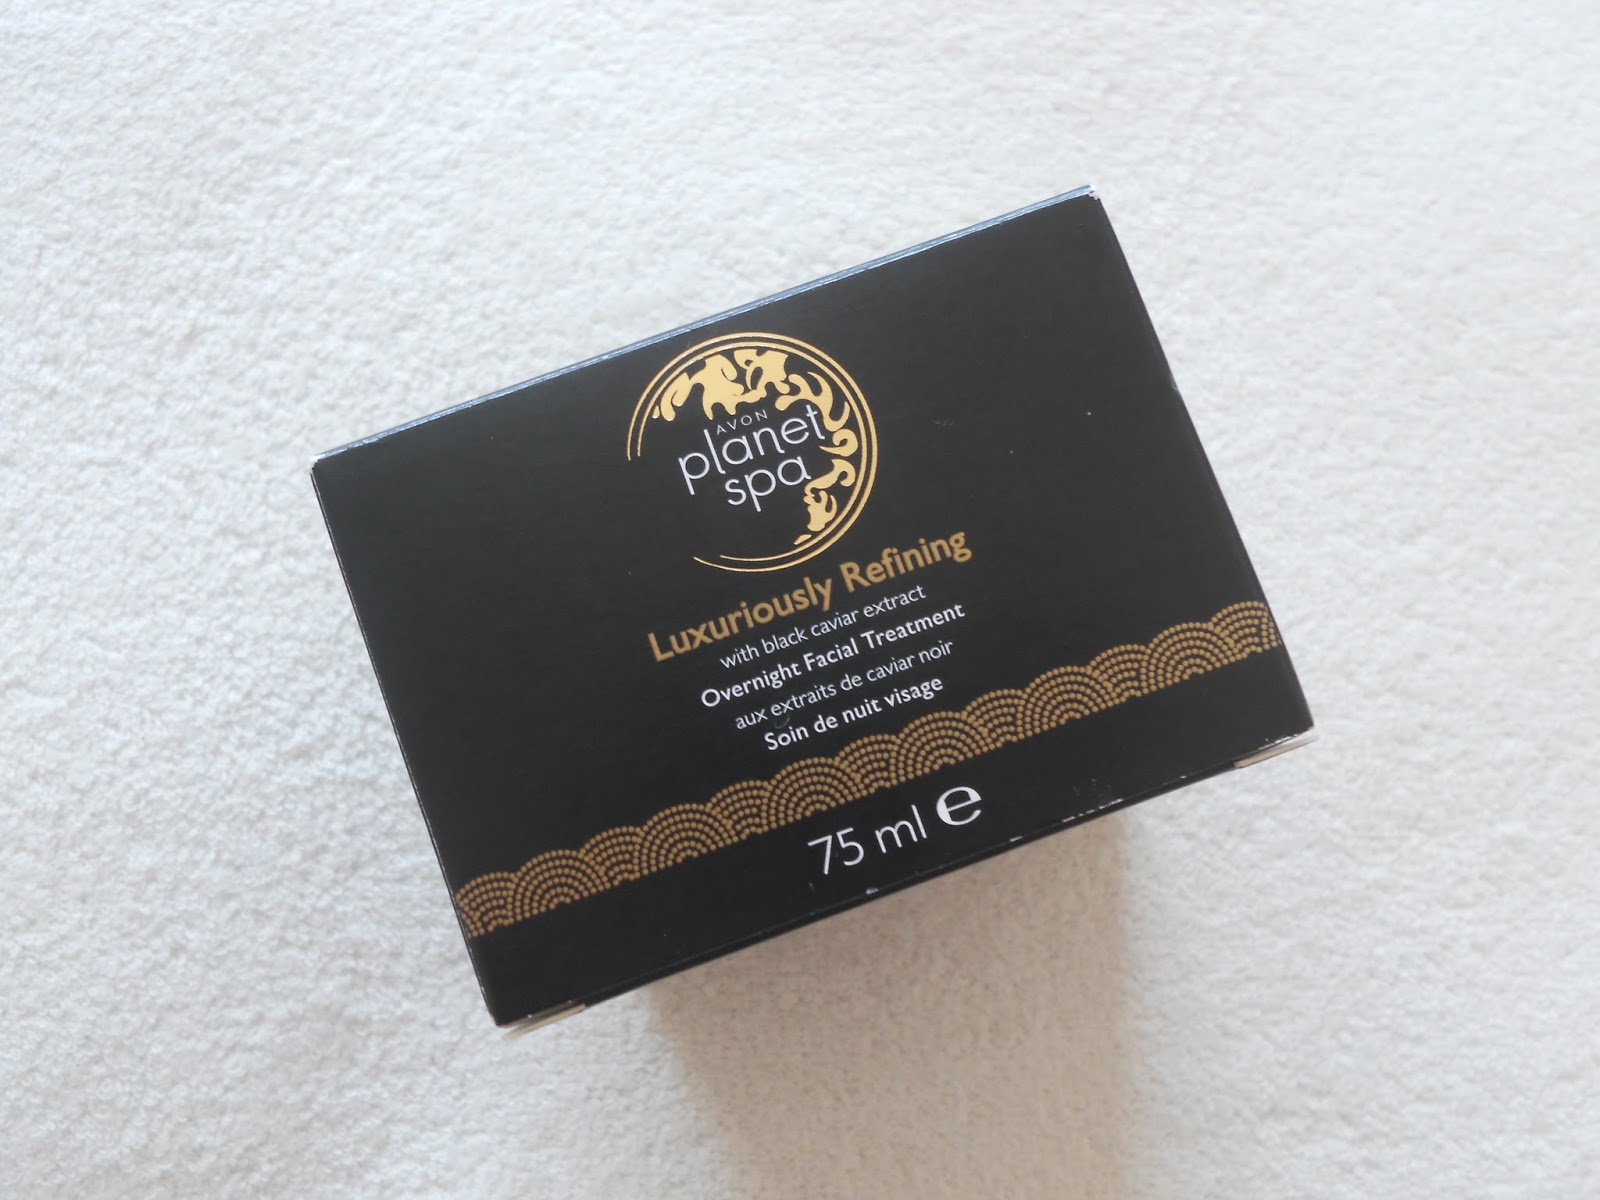 AVON
planet
spa
Luxuriously Refining
with black caviar extract
Overnight Facial Treatment
aux extraits de caviar noir
Soin de nuit visage
75 ml e